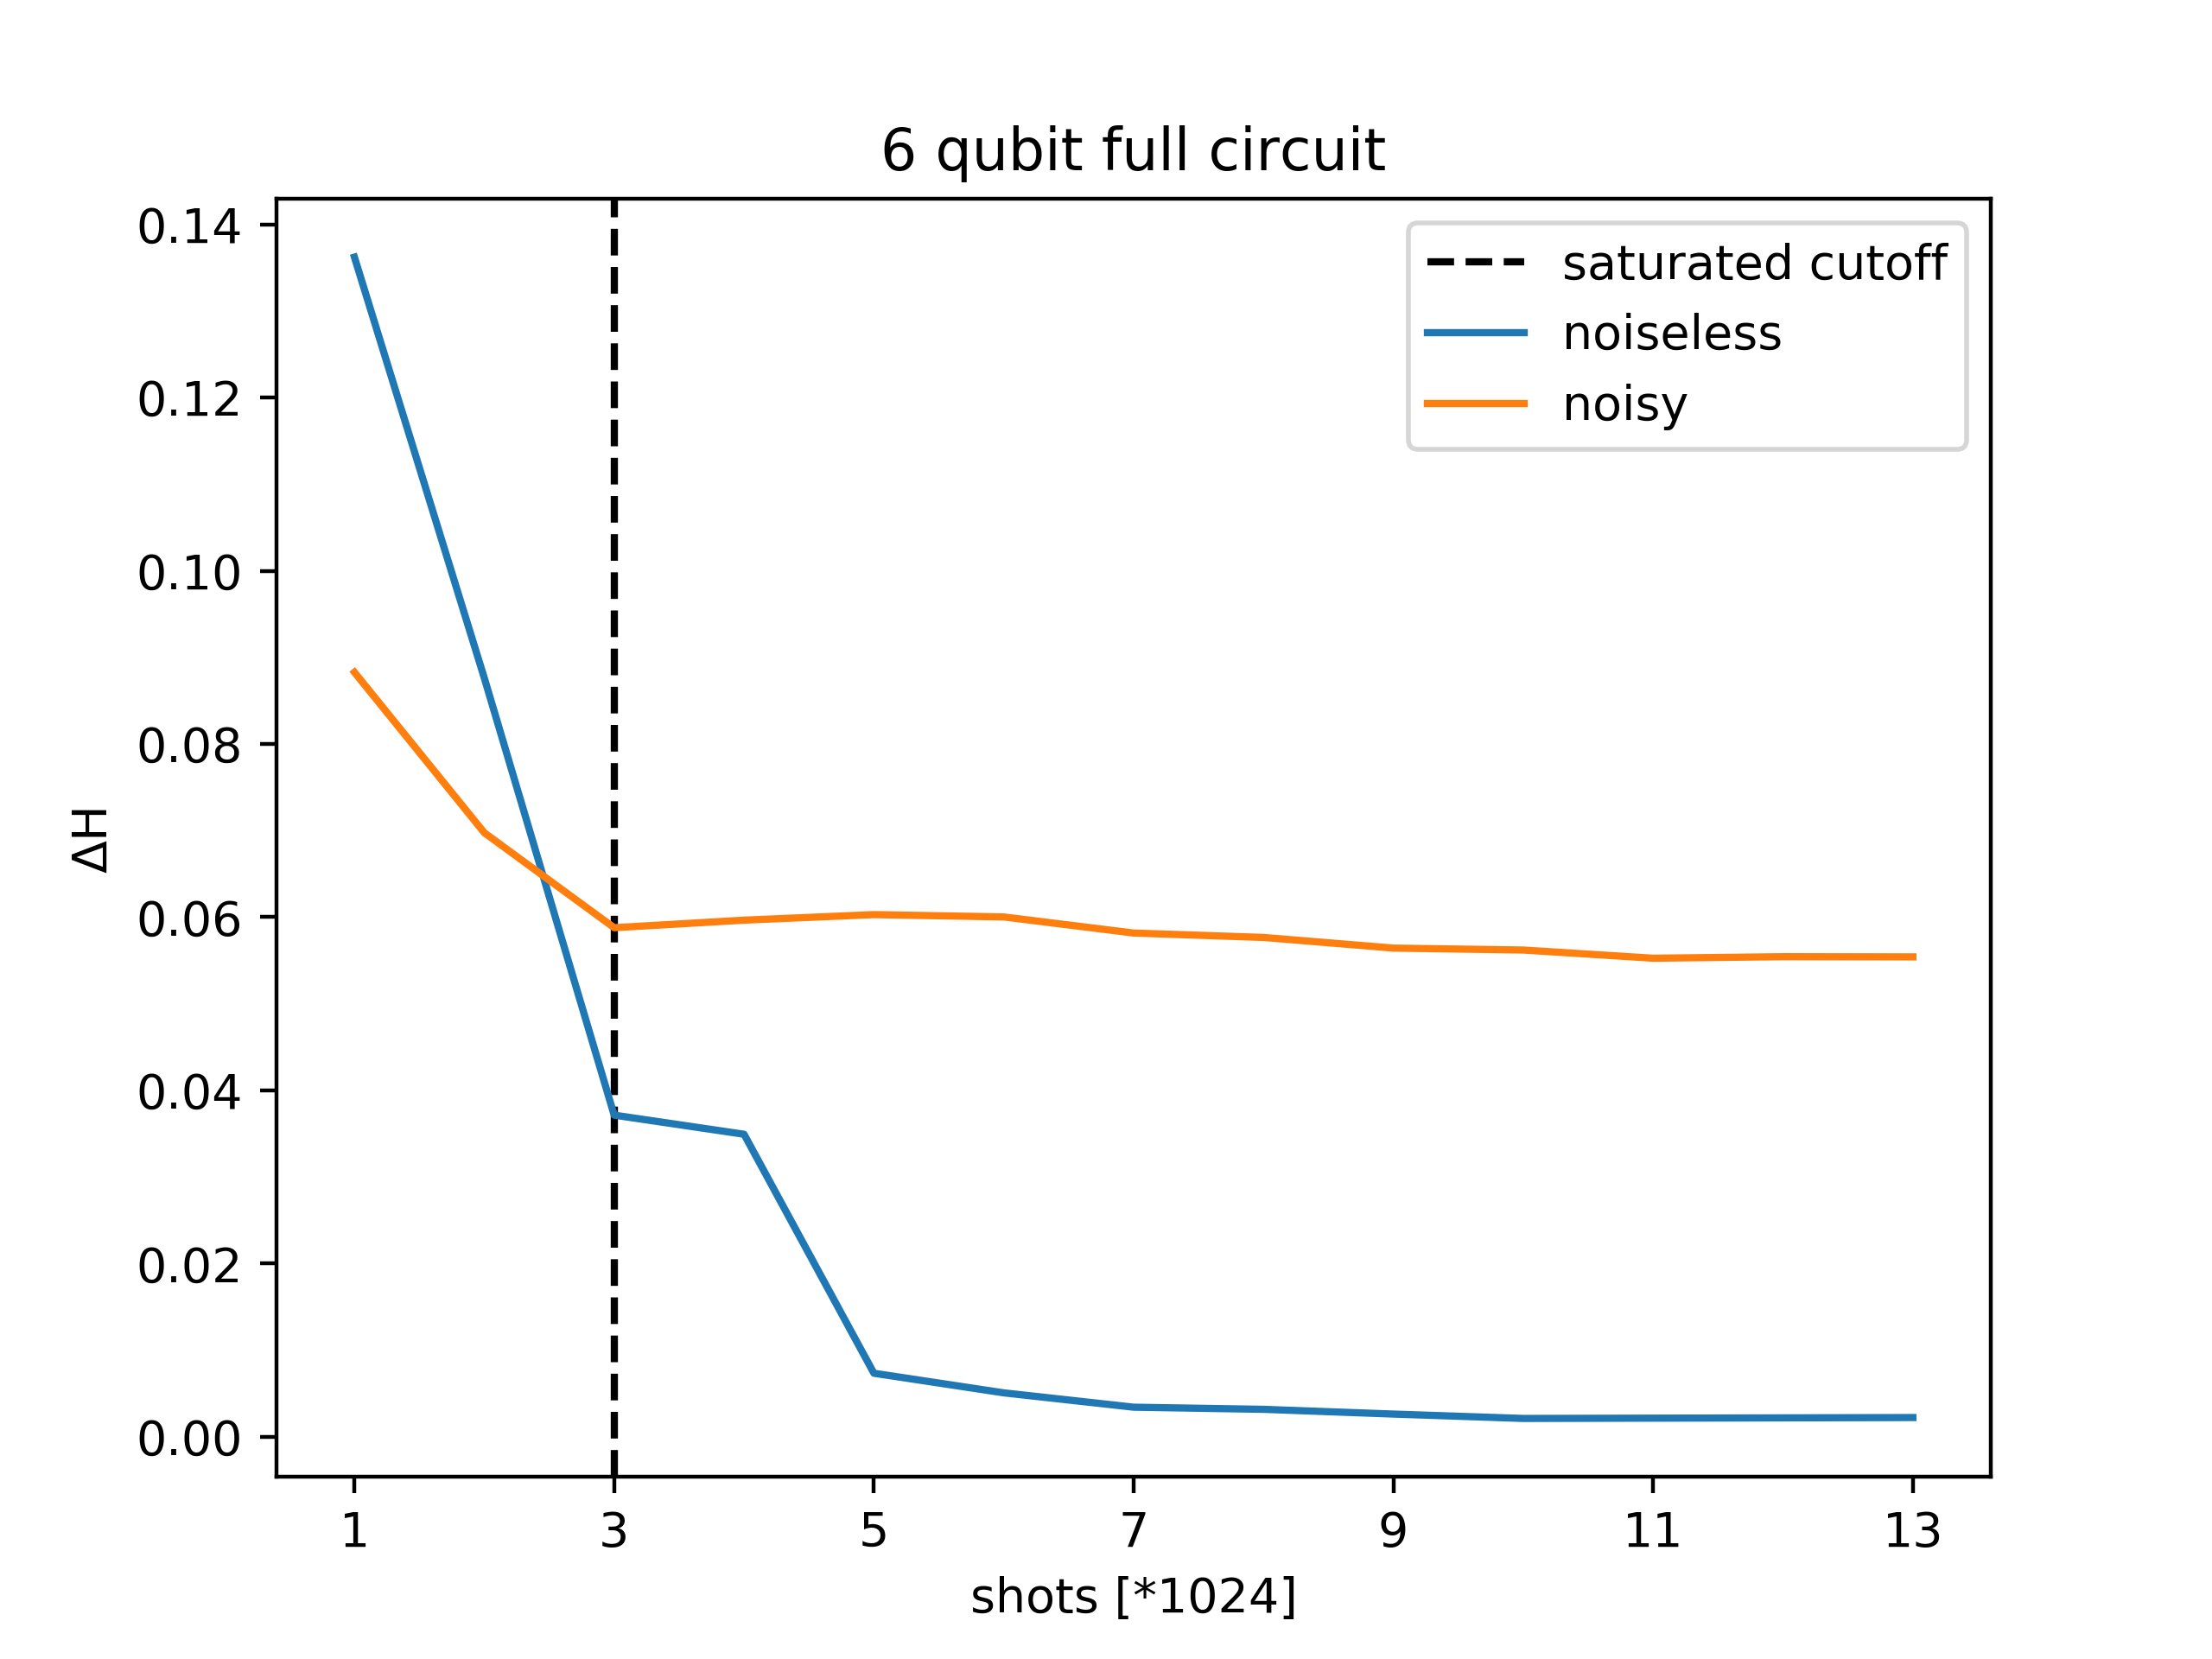 6 qubit full circuit
0.14
0.12
0.10
0.08
0.06
0.04
0.02
0.00
ΔH
saturated cutoff
noiseless
noisy
1 3 5 7 9 11 13
shots [*1024]